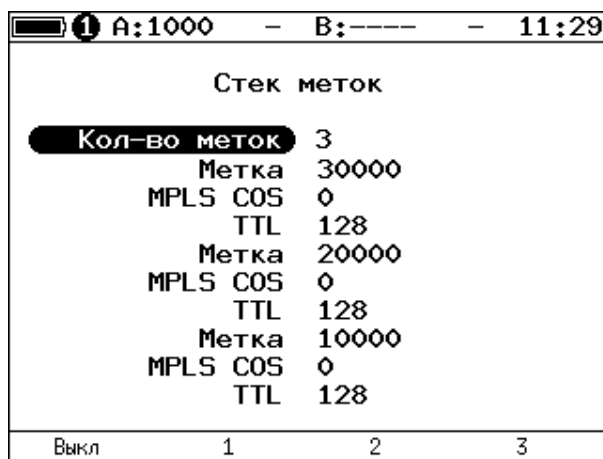 1 A:1000 – B:---- – 11:29
Стек меток
Кол-во меток 3
Метка 30000
MPLS COS 0
TTL 128
Метка 20000
MPLS COS 0
TTL 128
Метка 10000
MPLS COS 0
TTL 128
Выкл 1 2 3